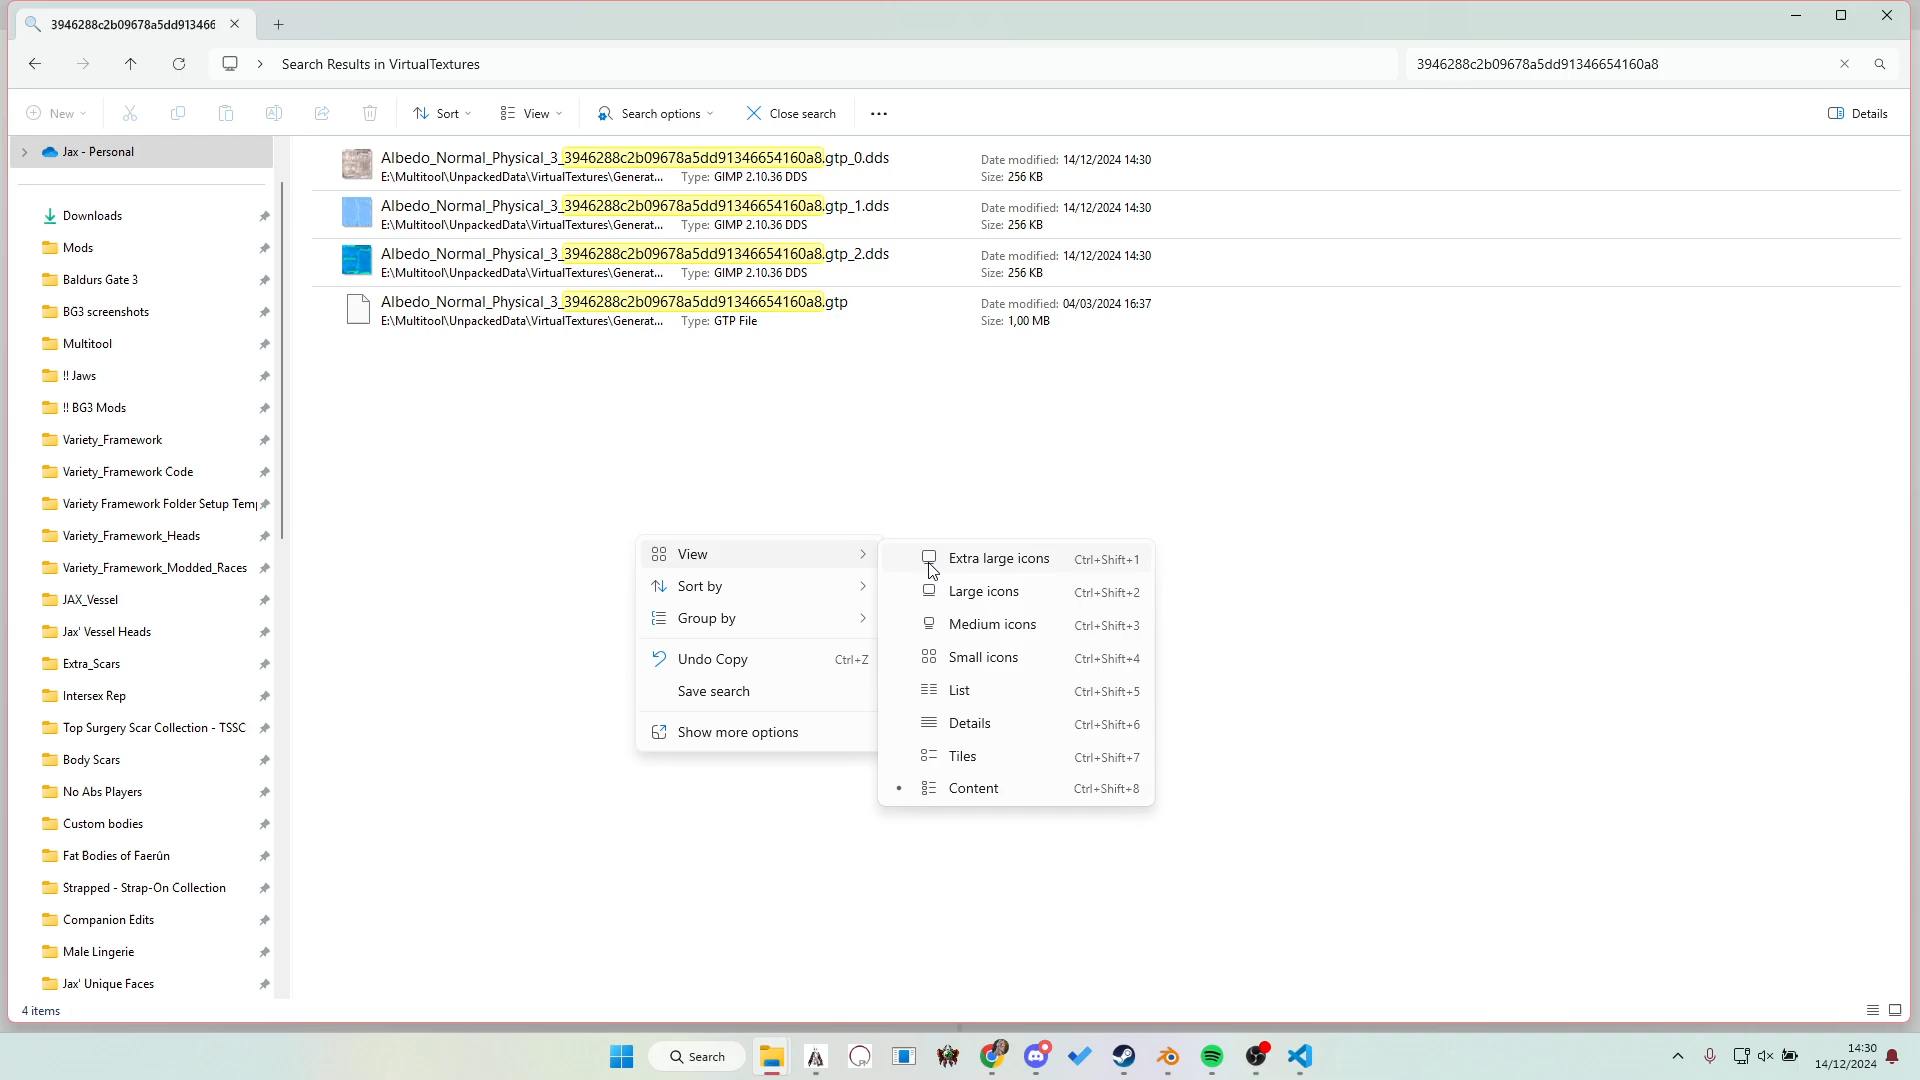 3946288c2b09678a5dd913466
Search Results in VirtualTextures
3946288c2b09678a5dd91346654160a8
New
Sort
View
Search options
Close search
Details
Jax - Personal
Downloads
Mods
Baldurs Gate 3
BG3 screenshots
Multitool
!! Jaws
!! BG3 Mods
Variety_Framework
Variety_Framework Code
Variety Framework Folder Setup Temp
Variety_Framework_Heads
Variety_Framework_Modded_Races
JAX_Vessel
Jax' Vessel Heads
Extra_Scars
Intersex Rep
Top Surgery Scar Collection - TSSC
Body Scars
No Abs Players
Custom bodies
Fat Bodies of Faerûn
Strapped - Strap-On Collection
Companion Edits
Male Lingerie
Jax' Unique Faces
4 items
Albedo_Normal_Physical_3_3946288c2b09678a5dd91346654160a8.gtp_0.dds
Date modified: 14/12/2024 14:30
E:\Multitool\UnpackedData\VirtualTextures\Generat... Type: GIMP 2.10.36 DDS
Size: 256 KB
Albedo_Normal_Physical_3_3946288c2b09678a5dd91346654160a8.gtp_1.dds
Date modified: 14/12/2024 14:30
E:\Multitool\UnpackedData\VirtualTextures\Generat... Type: GIMP 2.10.36 DDS
Size: 256 KB
Albedo_Normal_Physical_3_3946288c2b09678a5dd91346654160a8.gtp_2.dds
Date modified: 14/12/2024 14:30
E:\Multitool\UnpackedData\VirtualTextures\Generat... Type: GIMP 2.10.36 DDS
Size: 256 KB
Albedo_Normal_Physical_3_3946288c2b09678a5dd91346654160a8.gtp
Date modified: 04/03/2024 16:37
E:\Multitool\UnpackedData\VirtualTextures\Generat... Type: GTP File
Size: 1,00 MB
View
Sort by
Group by
Undo Copy Ctrl+Z
Save search
Show more options
Extra large icons Ctrl+Shift+1
Large icons Ctrl+Shift+2
Medium icons Ctrl+Shift+3
Small icons Ctrl+Shift+4
List Ctrl+Shift+5
Details Ctrl+Shift+6
Tiles Ctrl+Shift+7
Content Ctrl+Shift+8
Search
14:30
14/12/2024